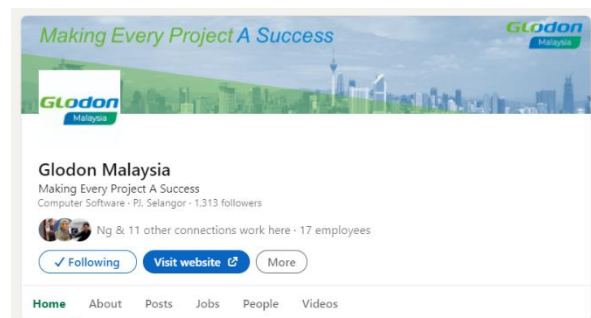 Making Every Project A Success
GLODON
Malaysia
GLODON
Malaysia
Glodon Malaysia
Making Every Project A Success
Computer Software · PJ, Selangor · 1,313 followers
Ng & 11 other connections work here · 17 employees
✓ Following
Visit website
More
Home About Posts Jobs People Videos